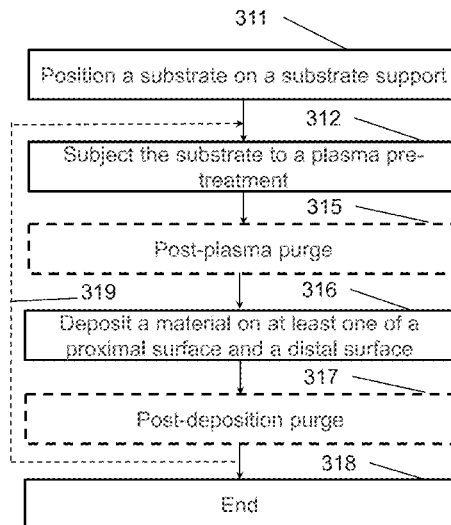 311
Position a substrate on a substrate support
312
Subject the substrate to a plasma pre-
treatment
315
Post-plasma purge
319
316
Deposit a material on at least one of a
proximal surface and a distal surface
317
Post-deposition purge
318
End